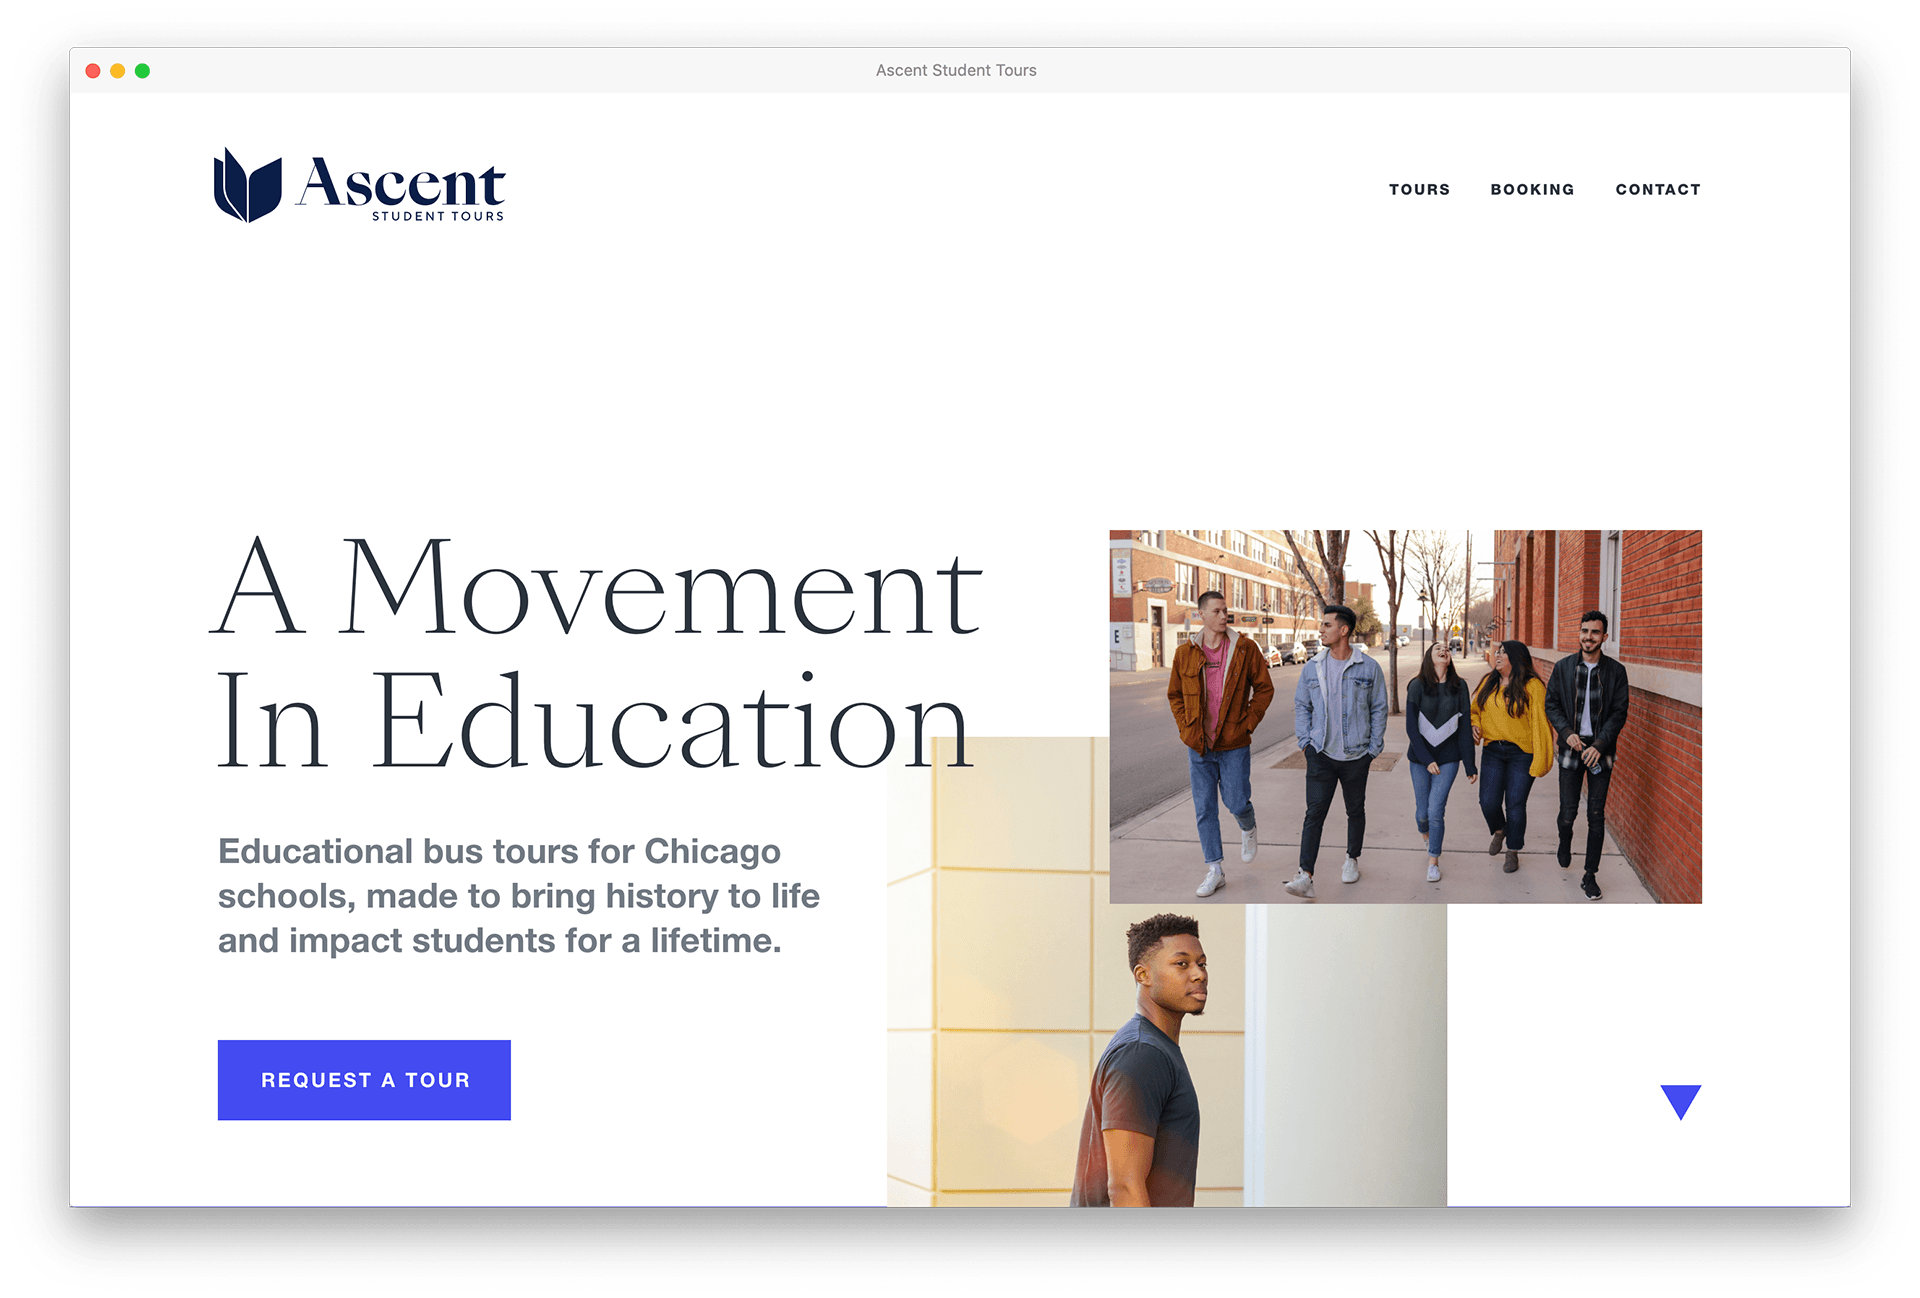 Ascent Student Tours
Ascent
STUDENT TOURS
TOURS BOOKING CONTACT
A Movement
In Education
Educational bus tours for Chicago
schools, made to bring history to life
and impact students for a lifetime.
REQUEST A TOUR